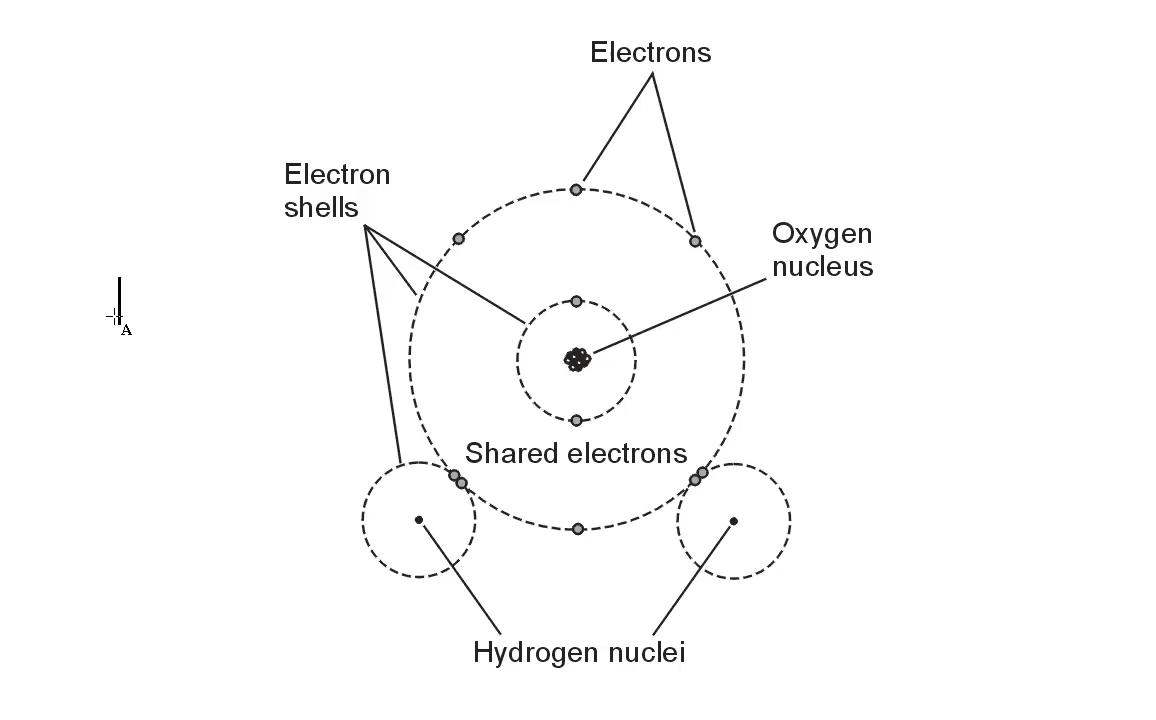 Electrons
Electron
shells
Oxygen
nucleus
A
Shared electrons
Hydrogen nuclei